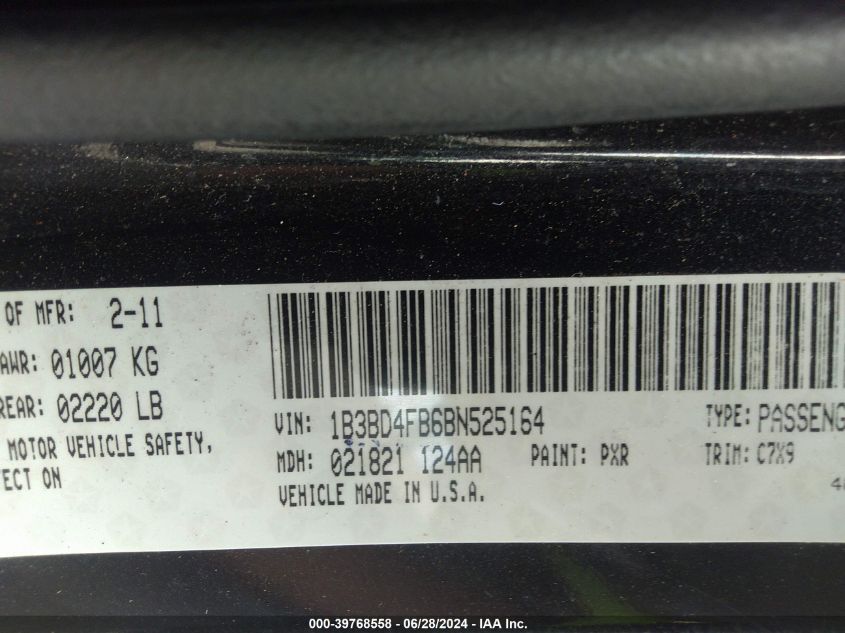 OF MFR: 2-11
AWR: 01007 KG
REAR: 02220 LB
MOTOR VEHICLE SAFETY,
FECT ON
VIN: 1B3BD4FB6BN525164
TYPE: PASSENG
MDH: 021821 124AA
PAINT: PXR
TRIM: C7X9
VEHICLE MADE IN U.S.A.
000-39768558 - 06/28/2024 - IAA Inc.